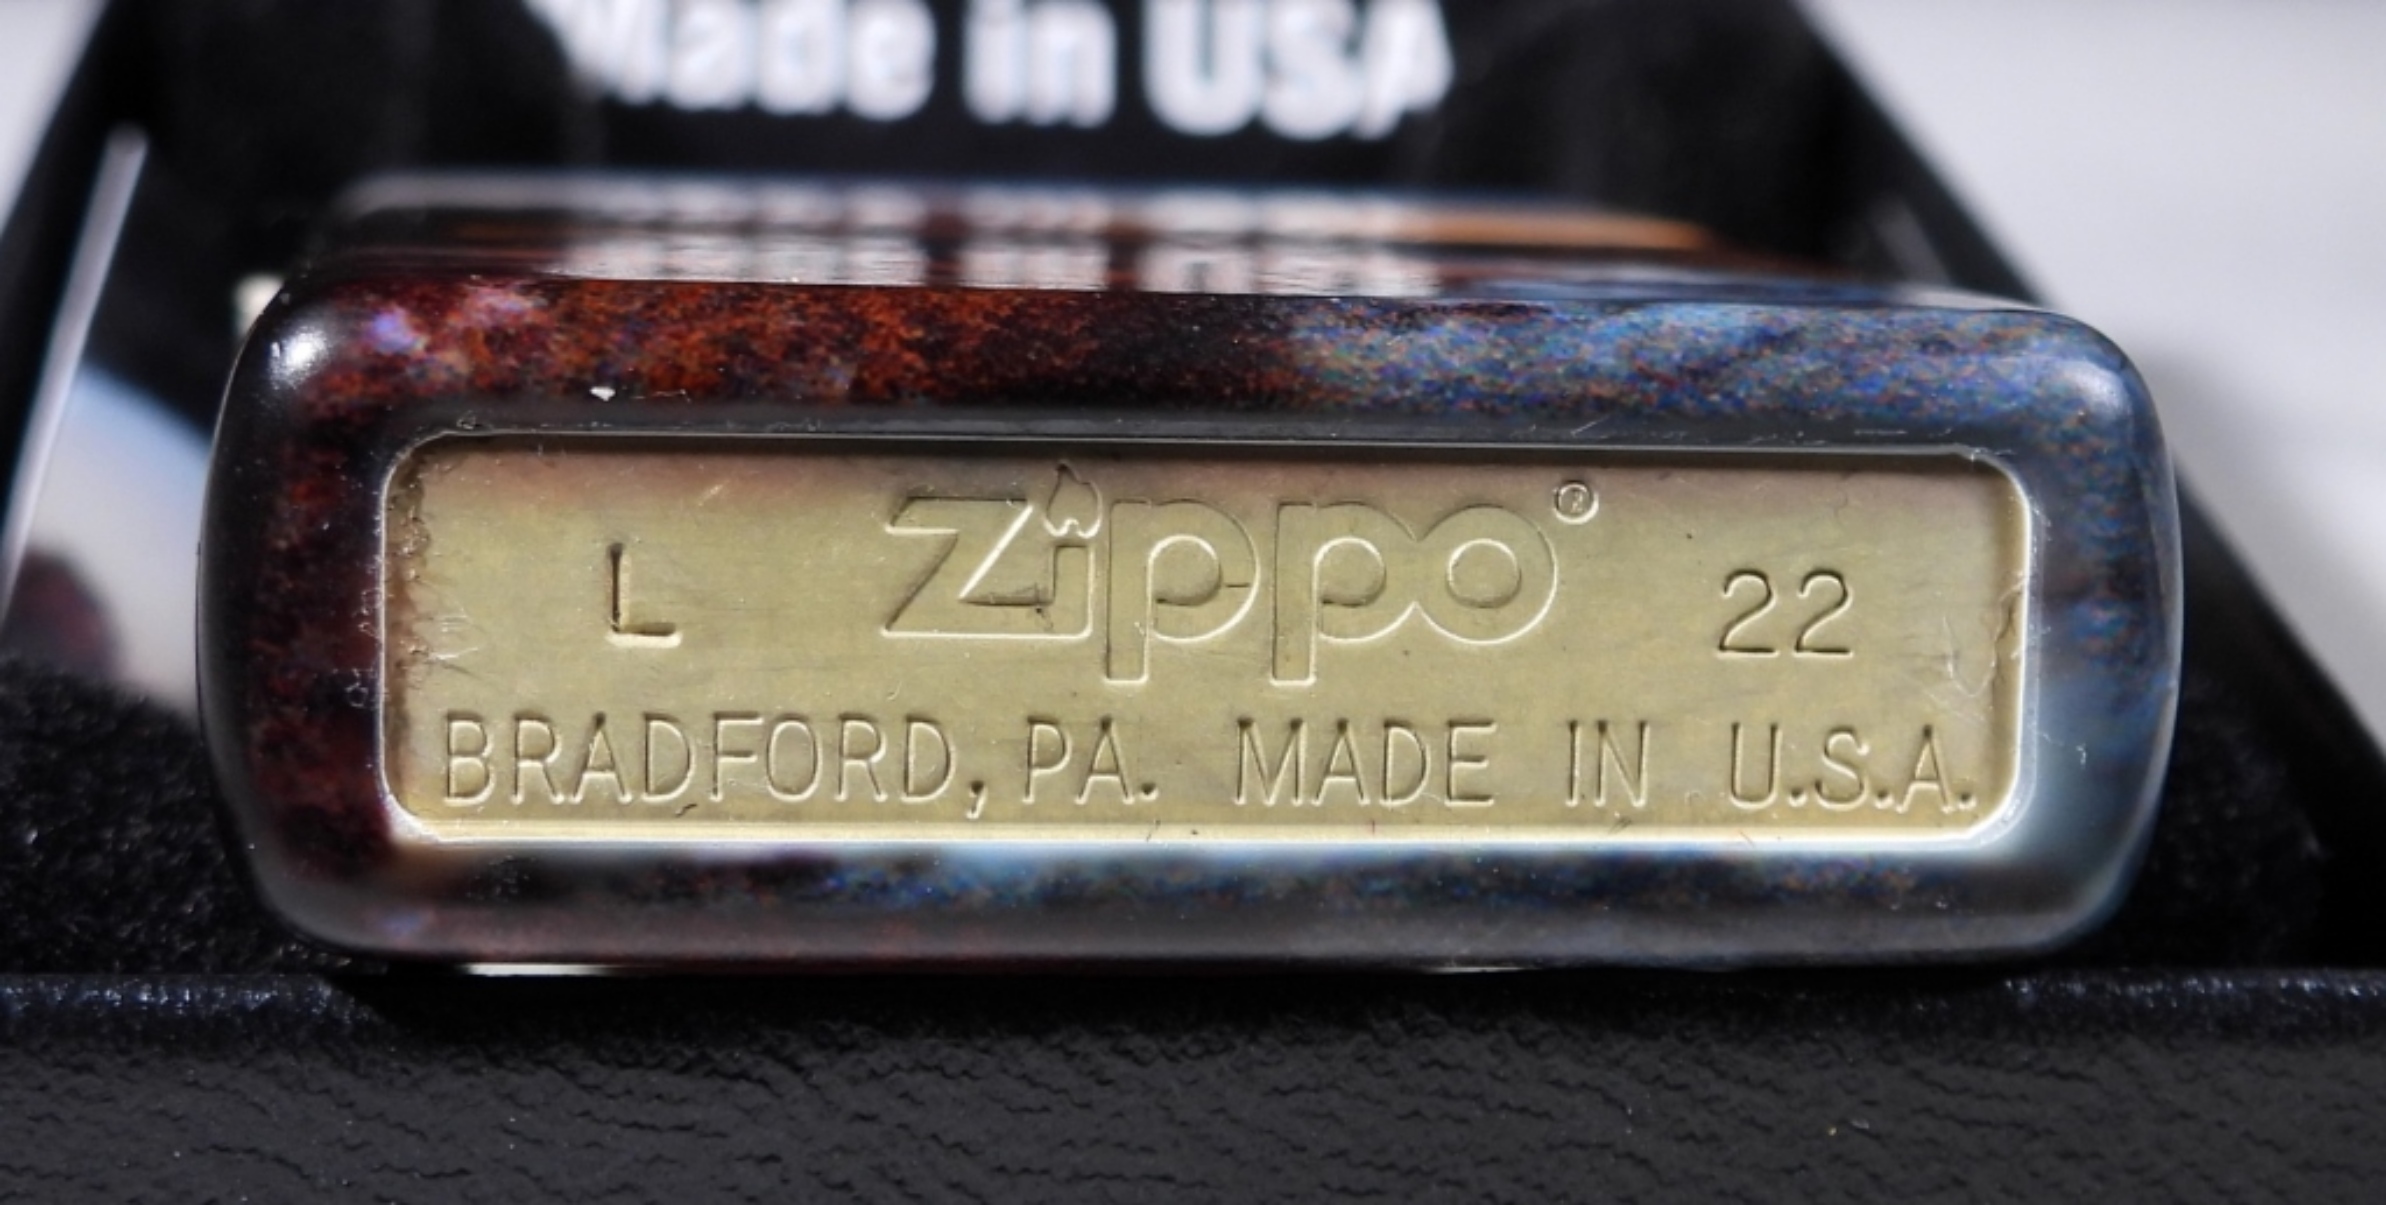 Made in USA
L Zippo® 22
BRADFORD, PA. MADE IN U.S.A.